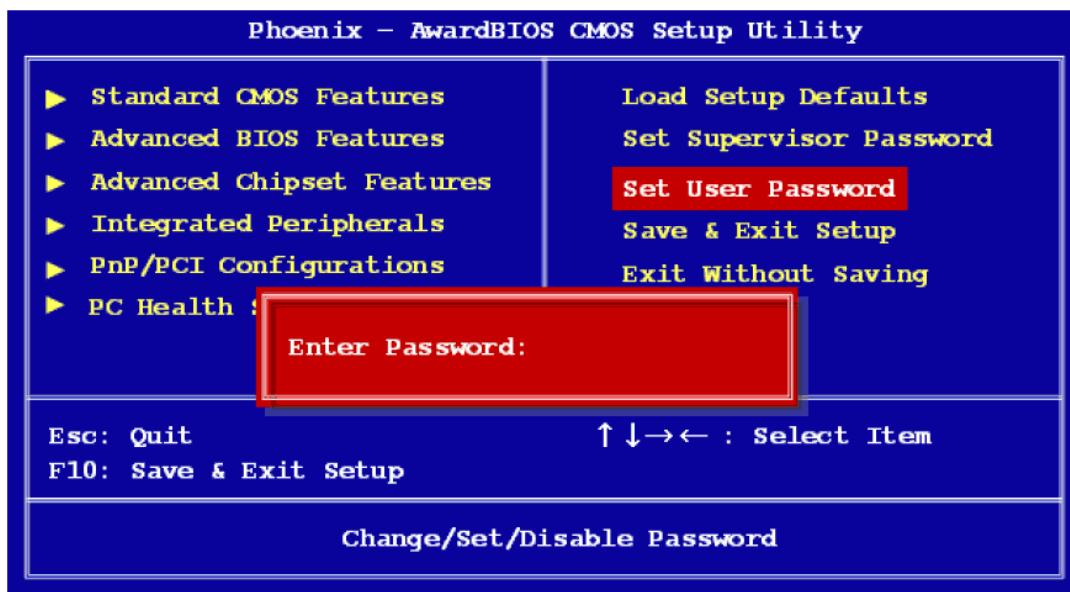 Phoenix – AwardBIOS CMOS Setup Utility
▶ Standard CMOS Features
▶ Advanced BIOS Features
▶ Advanced Chipset Features
▶ Integrated Peripherals
▶ PnP/PCI Configurations
▶ PC Health
Load Setup Defaults
Set Supervisor Password
Set User Password
Save & Exit Setup
Exit Without Saving
Enter Password:
Esc: Quit
F10: Save & Exit Setup
↑↓→← : Select Item
Change/Set/Disable Password